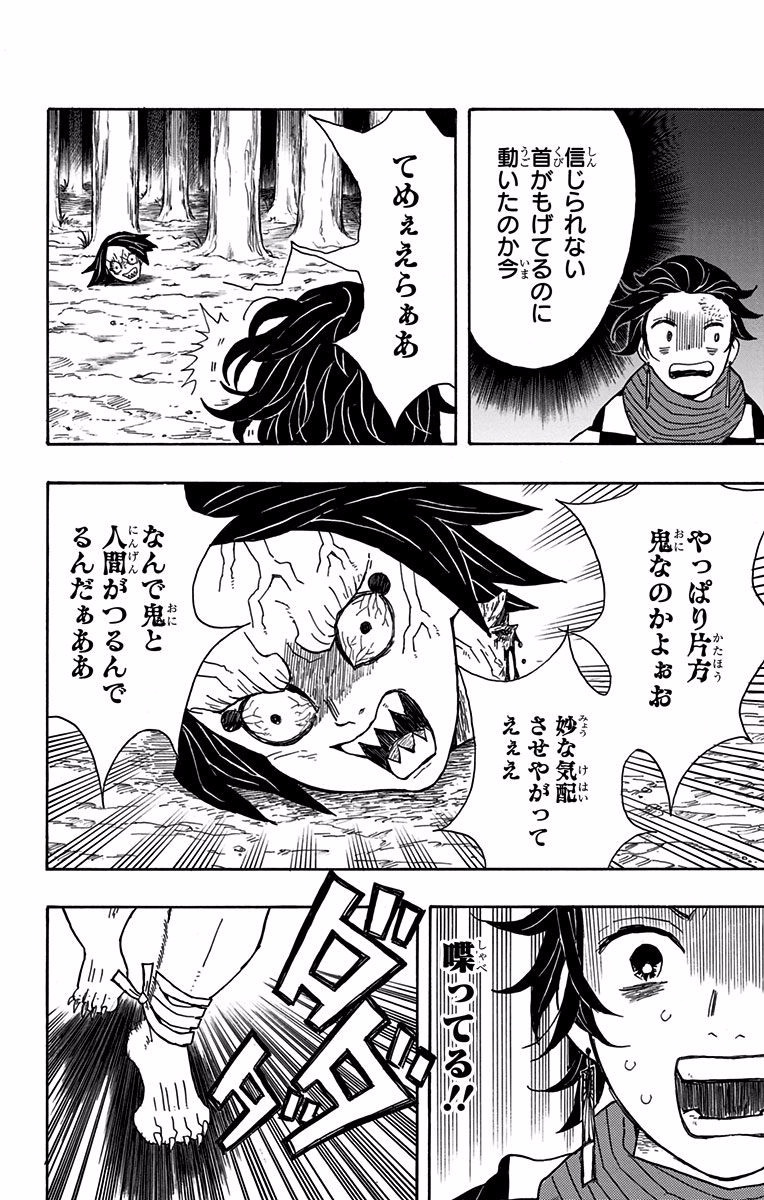 信じられない
首がもげてるのに
動いたのか今
てめぇえらぁあ
やっぱり片方
鬼なのかよぉお
妙な気配
させやがって
えぇえ
なんで鬼と
人間がつるんで
るんだぁああ
喋ってる!!
ダダ
ダダ